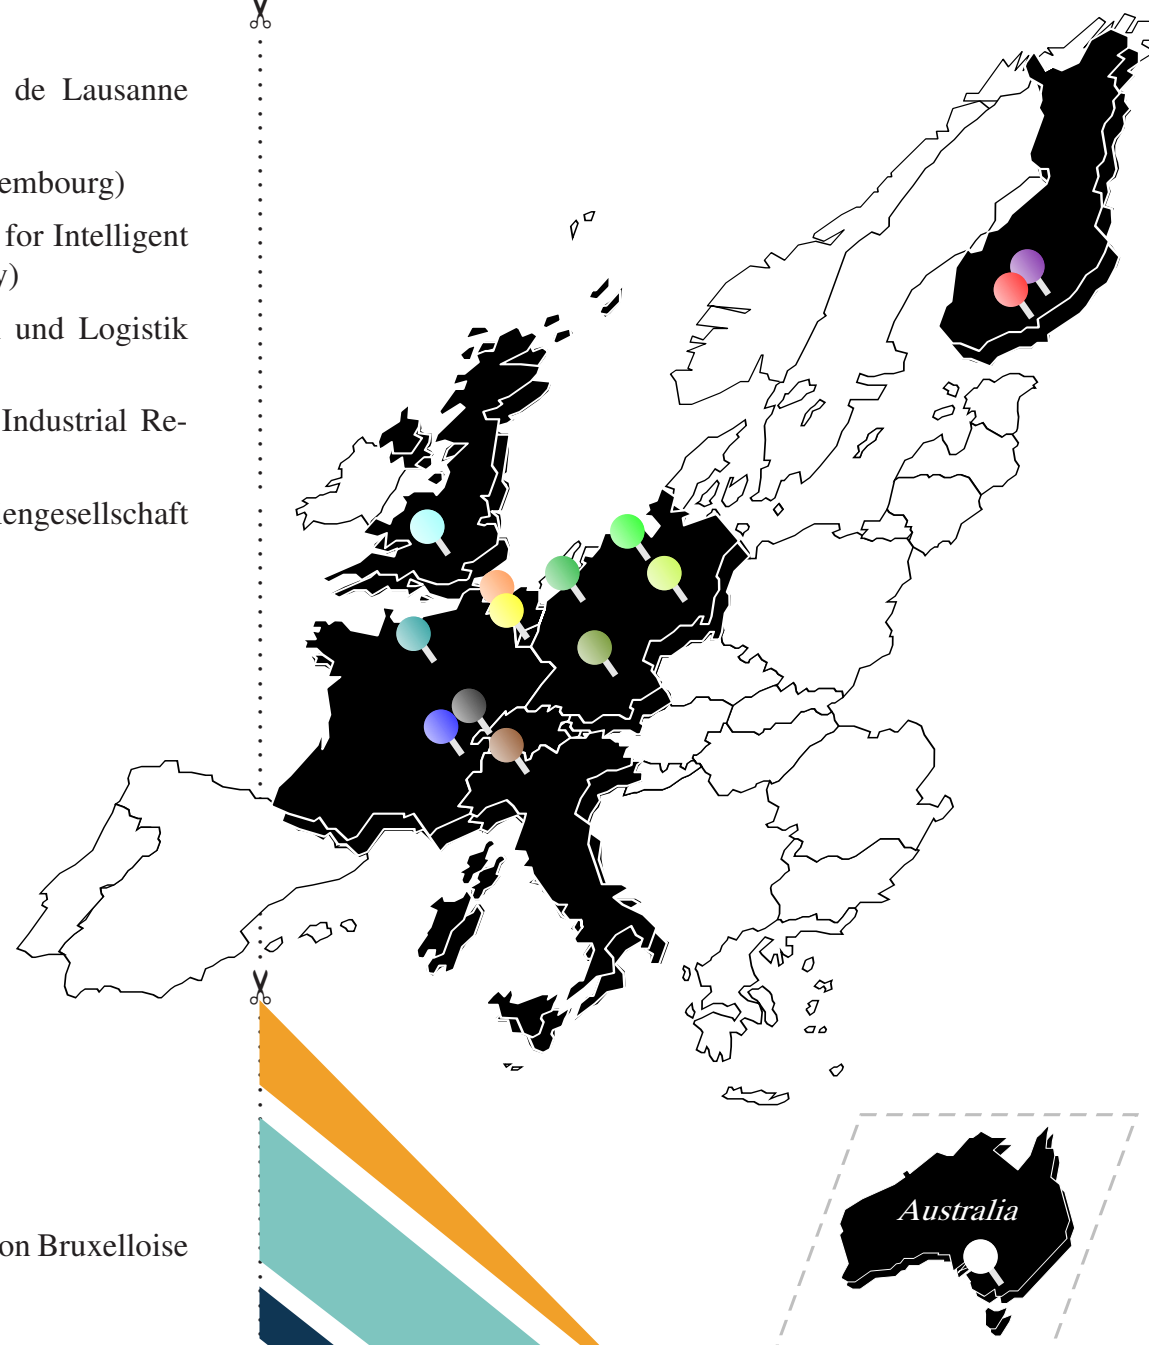 de Lausanne
embourg)
for Intelligent
y)
und Logistik
Industrial Re-
engesellschaft
on Bruxelloise
Australia